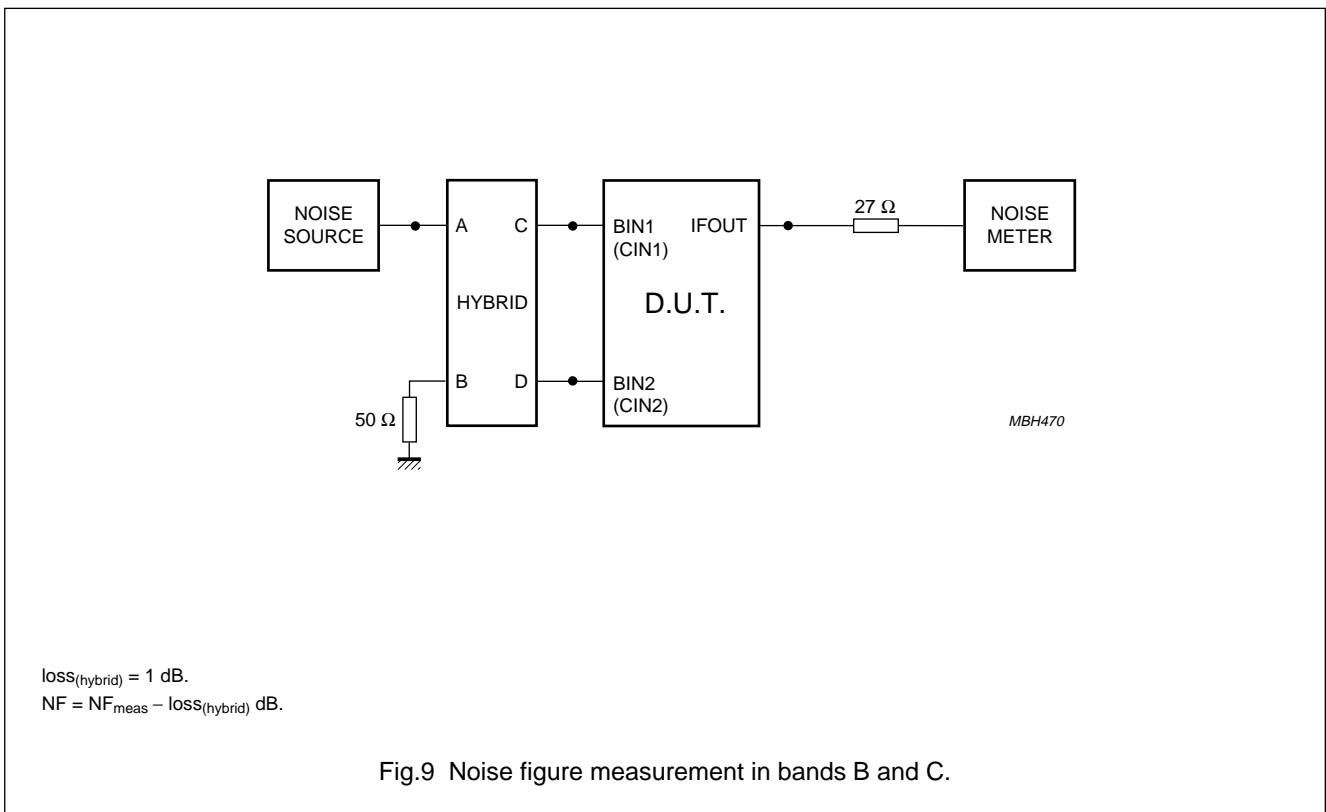 NOISE
SOURCE
A
C
HYBRID
B
D
50 Ω
BIN1
(CIN1)
IFOUT
D.U.T.
BIN2
(CIN2)
27 Ω
NOISE
METER
MBH470
loss(hybrid) = 1 dB.
NF = NFmeas – loss(hybrid) dB.
Fig.9 Noise figure measurement in bands B and C.